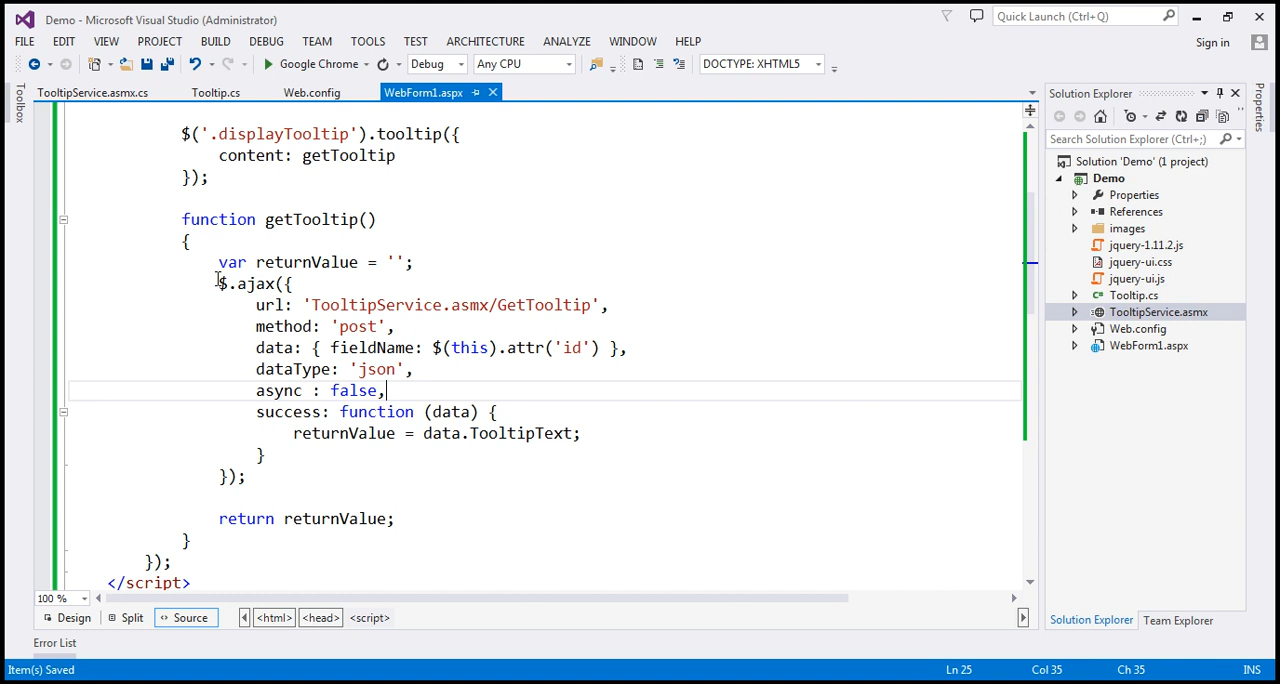 Demo - Microsoft Visual Studio (Administrator)
Quick Launch (Ctrl+Q)
FILE EDIT VIEW PROJECT BUILD DEBUG TEAM TOOLS TEST ARCHITECTURE ANALYZE WINDOW HELP
Sign in
Google Chrome Debug Any CPU DOCTYPE: XHTML5
Toolbox
TooltipService.asmx.cs Tooltip.cs Web.config WebForm1.aspx
$('.displayTooltip').tooltip({
content: getTooltip
});
function getTooltip()
{
var returnValue = '';
$.ajax({
url: 'TooltipService.asmx/GetTooltip',
method: 'post',
data: { fieldName: $(this).attr('id') },
dataType: 'json',
async : false,
success: function (data) {
returnValue = data.TooltipText;
}
});
return returnValue;
}
});
</script>
100 %
Design Split Source <html> <head> <script>
Solution Explorer
Search Solution Explorer (Ctrl+;)
Solution 'Demo' (1 project)
Demo
Properties
References
images
jquery-1.11.2.js
jquery-ui.css
jquery-ui.js
Tooltip.cs
TooltipService.asmx
Web.config
WebForm1.aspx
Solution Explorer Team Explorer
Properties
Error List
Item(s) Saved Ln 25 Col 35 Ch 35 INS